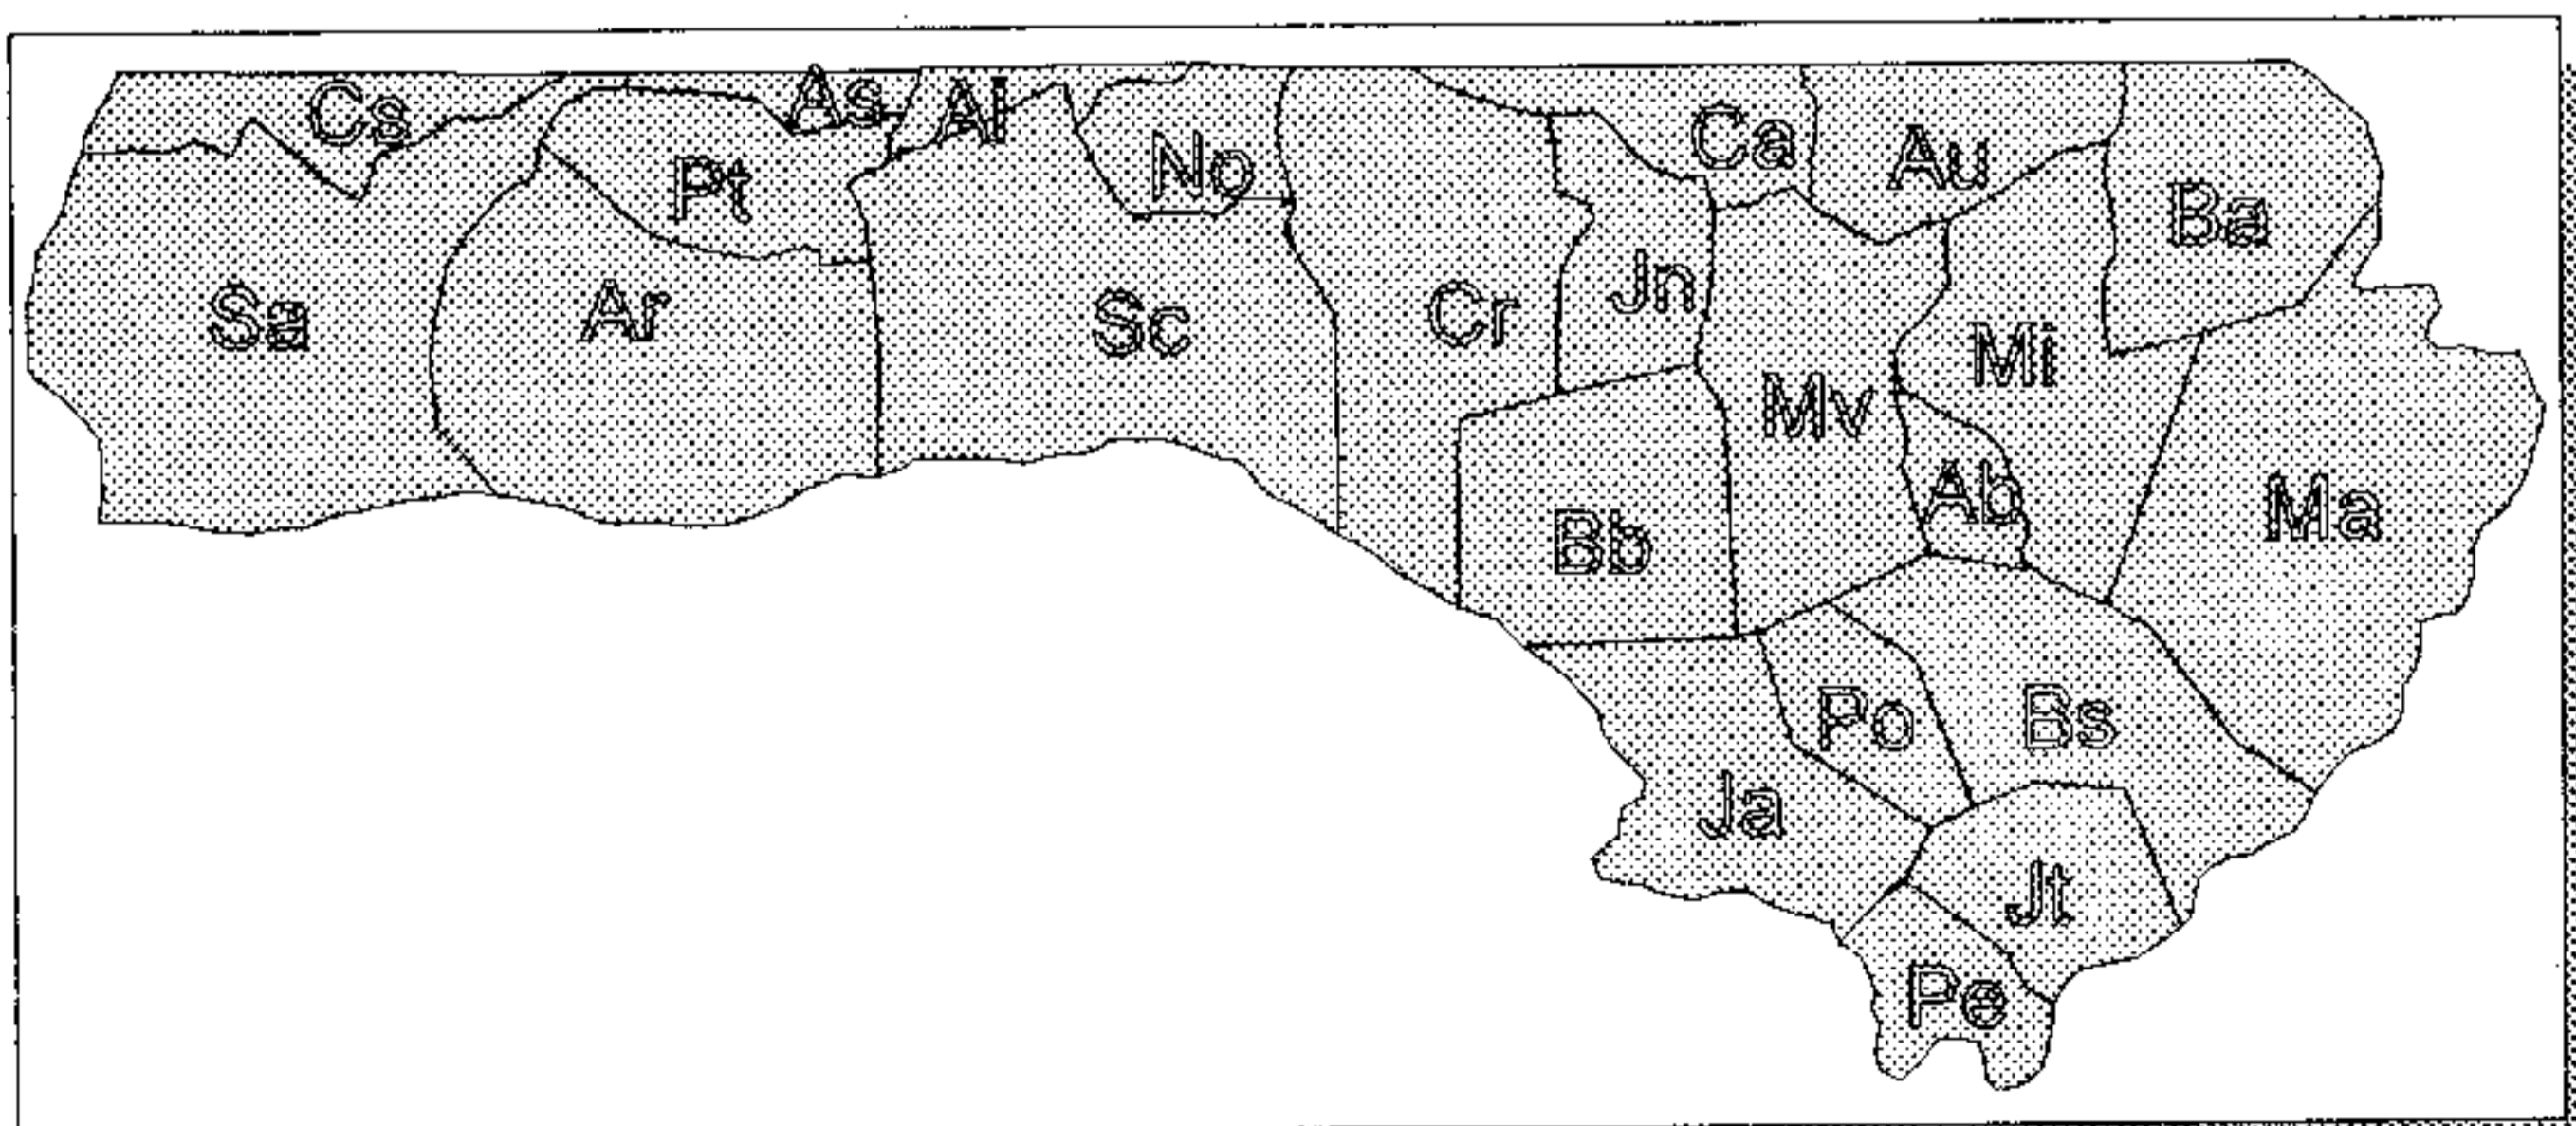 Cs As Al No Ca Au Ba
Pt
Sa Ar Sc Cr Jn Mi
Mv
Ab Ma
Bb
Po Bs
Ja
Jt
Pe